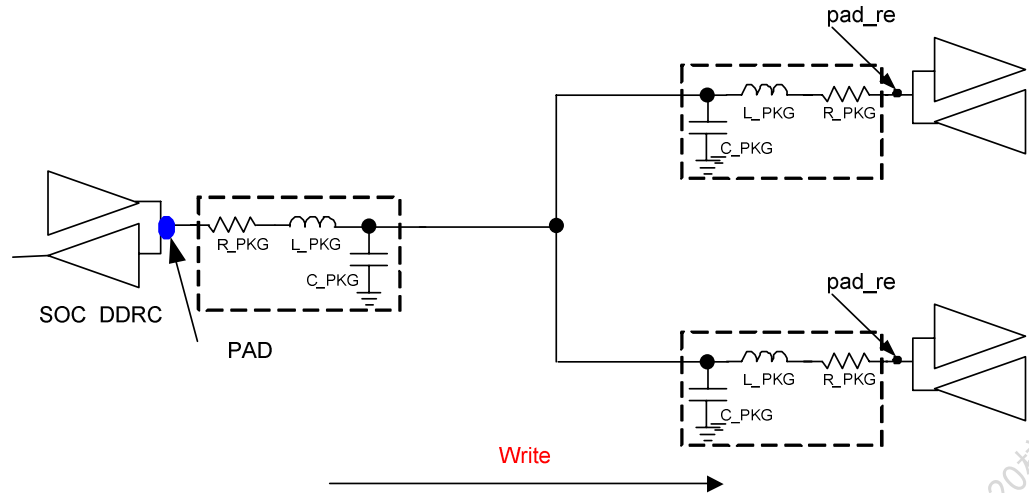 pad_re
L_PKG
R_PKG
C_PKG
R_PKG
L_PKG
C_PKG
SOC DDRC
PAD
pad_re
L_PKG
R_PKG
C_PKG
Write